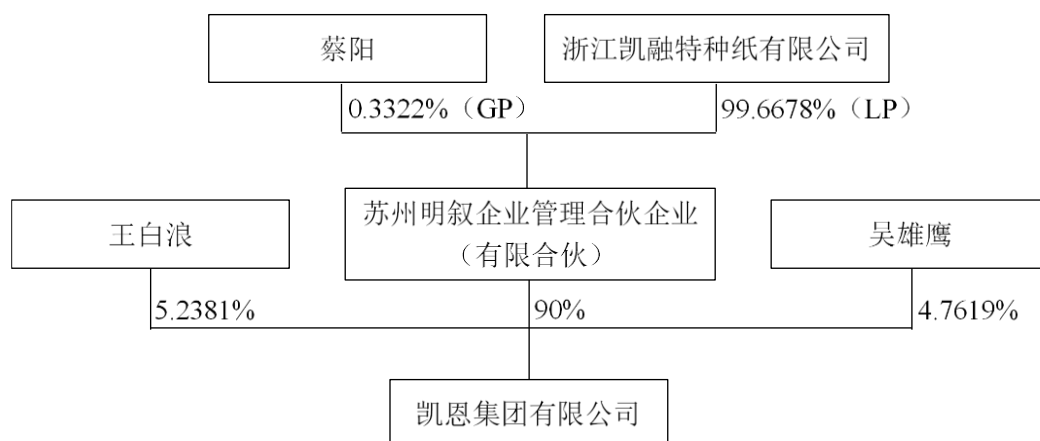 蔡阳
浙江凯融特种纸有限公司
0.3322%（GP）
99.6678%（LP）
王白浪
苏州明叙企业管理合伙企业
（有限合伙）
吴雄鹰
5.2381%
90%
4.7619%
凯恩集团有限公司